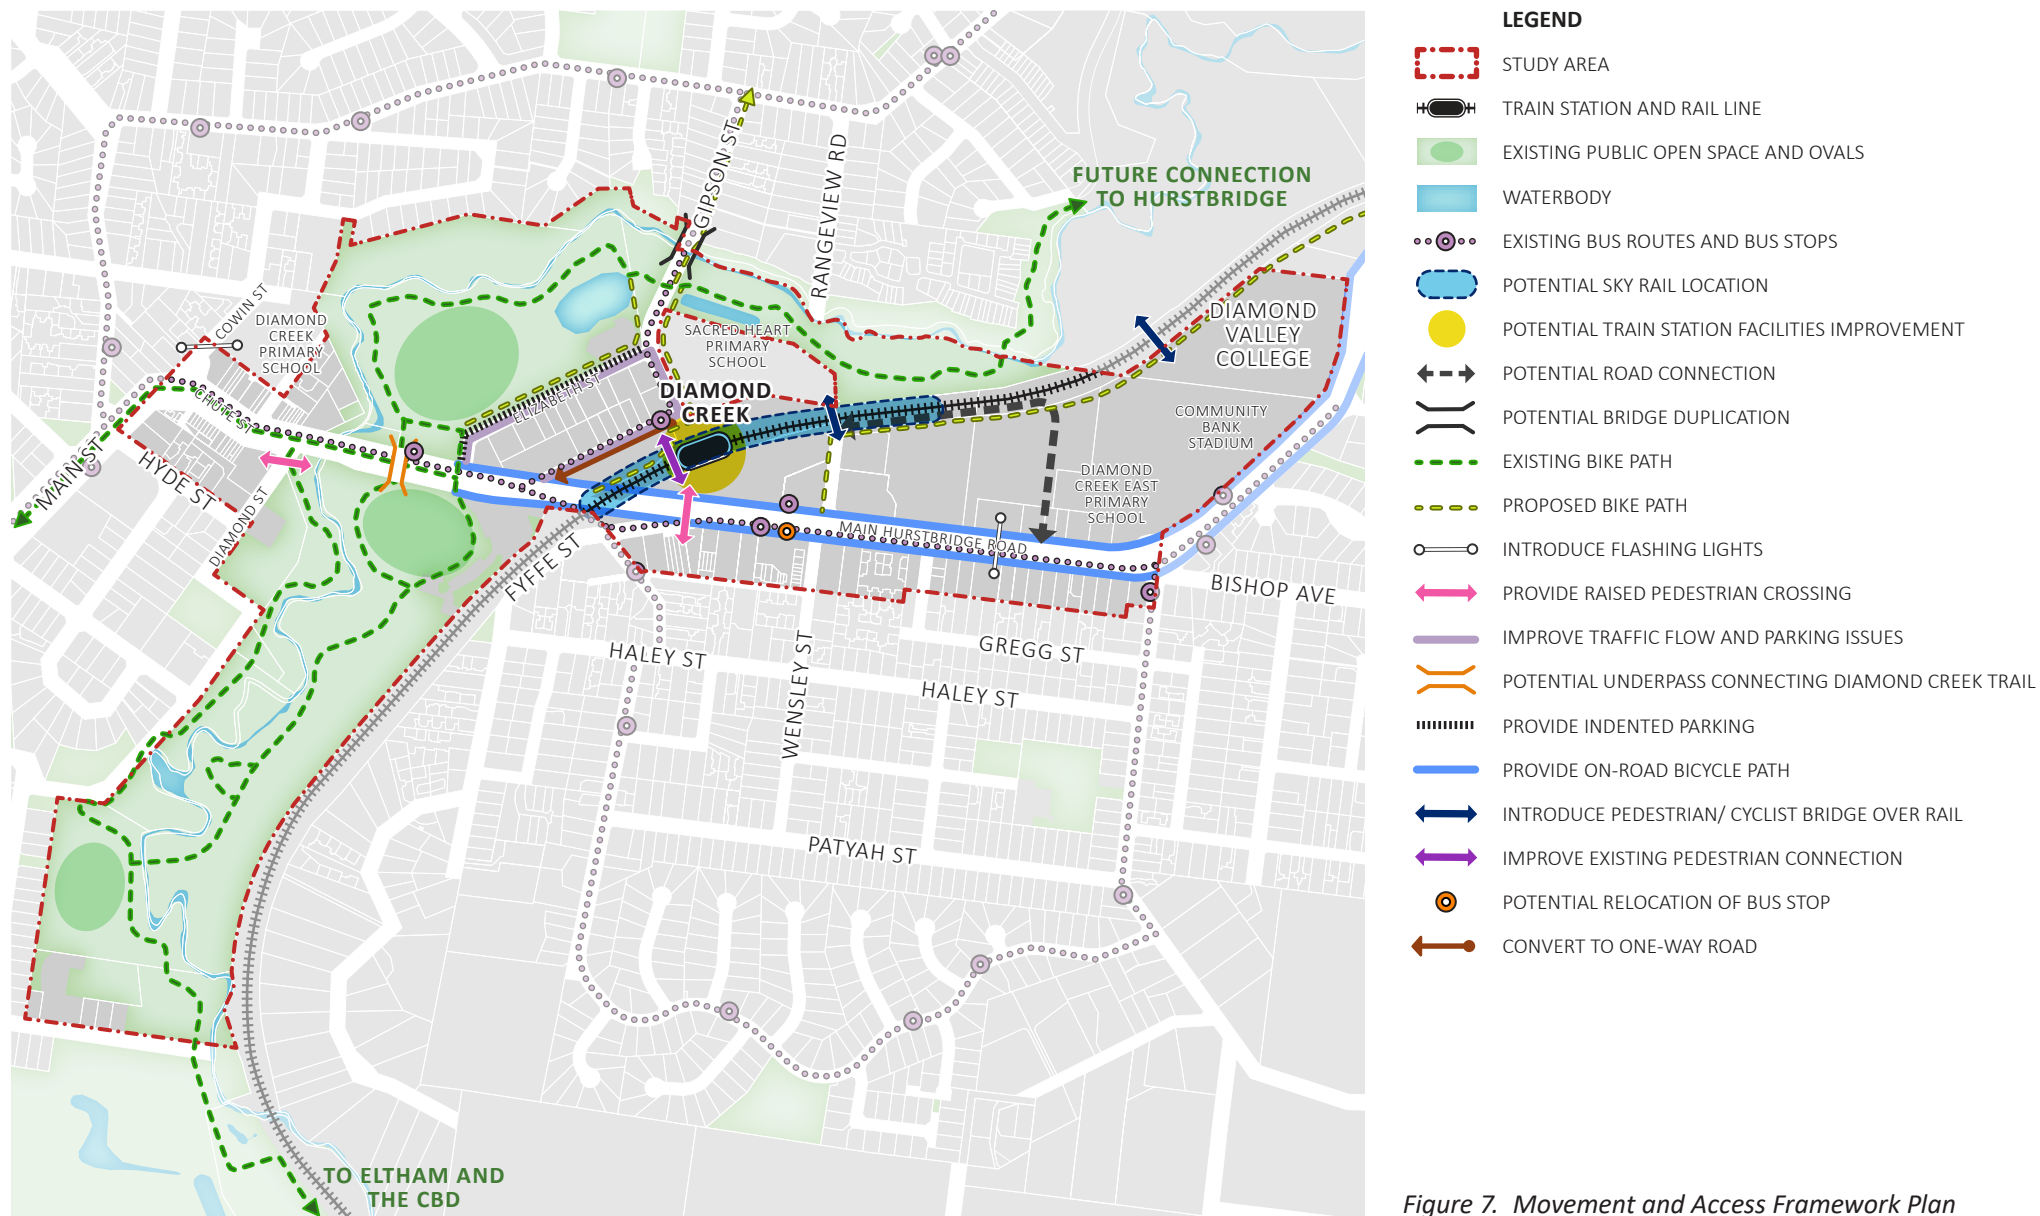 GIPSON ST
RANGEVIEW RD
FUTURE CONNECTION
TO HURSTBRIDGE
COWIN ST
DIAMOND
CREEK
PRIMARY
SCHOOL
SACRED HEART
PRIMARY
SCHOOL
DIAMOND
VALLEY
COLLEGE
CHUTE ST
ELIZABETH ST
DIAMOND
CREEK
COMMUNITY
BANK
STADIUM
MAIN ST
HYDE ST
DIAMOND ST
DIAMOND
CREEK EAST
PRIMARY
SCHOOL
MAIN HURSTBRIDGE ROAD
FYFFE ST
BISHOP AVE
HALEY ST
GREGG ST
WENSLEY ST
HALEY ST
PATYAH ST
TO ELTHAM AND
THE CBD
LEGEND
STUDY AREA
TRAIN STATION AND RAIL LINE
EXISTING PUBLIC OPEN SPACE AND OVALS
WATERBODY
EXISTING BUS ROUTES AND BUS STOPS
POTENTIAL SKY RAIL LOCATION
POTENTIAL TRAIN STATION FACILITIES IMPROVEMENT
POTENTIAL ROAD CONNECTION
POTENTIAL BRIDGE DUPLICATION
EXISTING BIKE PATH
PROPOSED BIKE PATH
INTRODUCE FLASHING LIGHTS
PROVIDE RAISED PEDESTRIAN CROSSING
IMPROVE TRAFFIC FLOW AND PARKING ISSUES
POTENTIAL UNDERPASS CONNECTING DIAMOND CREEK TRAIL
PROVIDE INDENTED PARKING
PROVIDE ON-ROAD BICYCLE PATH
INTRODUCE PEDESTRIAN/ CYCLIST BRIDGE OVER RAIL
IMPROVE EXISTING PEDESTRIAN CONNECTION
POTENTIAL RELOCATION OF BUS STOP
CONVERT TO ONE-WAY ROAD
Figure 7. Movement and Access Framework Plan